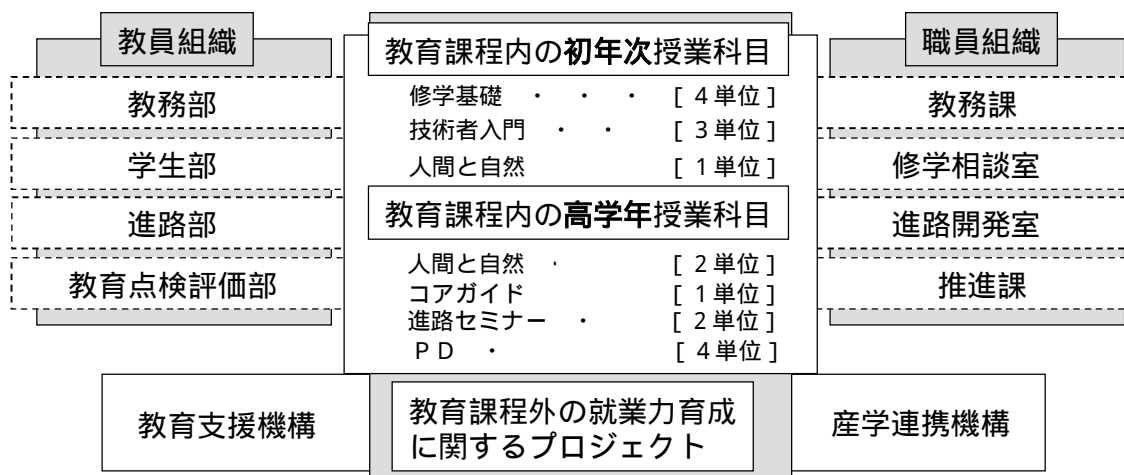 教員組織
教務部
学生部
進路部
教育点検評価部
教育課程内の初年次授業科目
修学基礎 ・ ・ ・ [ 4単位 ]
技術者入門 ・ ・ [ 3単位 ]
人間と自然 [ 1単位 ]
教育課程内の高学年授業科目
人間と自然 ・ [ 2単位 ]
コアガイド [ 1単位 ]
進路セミナー ・ [ 2単位 ]
PD ・ [ 4単位 ]
職員組織
教務課
修学相談室
進路開発室
推進課
教育支援機構
教育課程外の就業力育成
に関するプロジェクト
産学連携機構